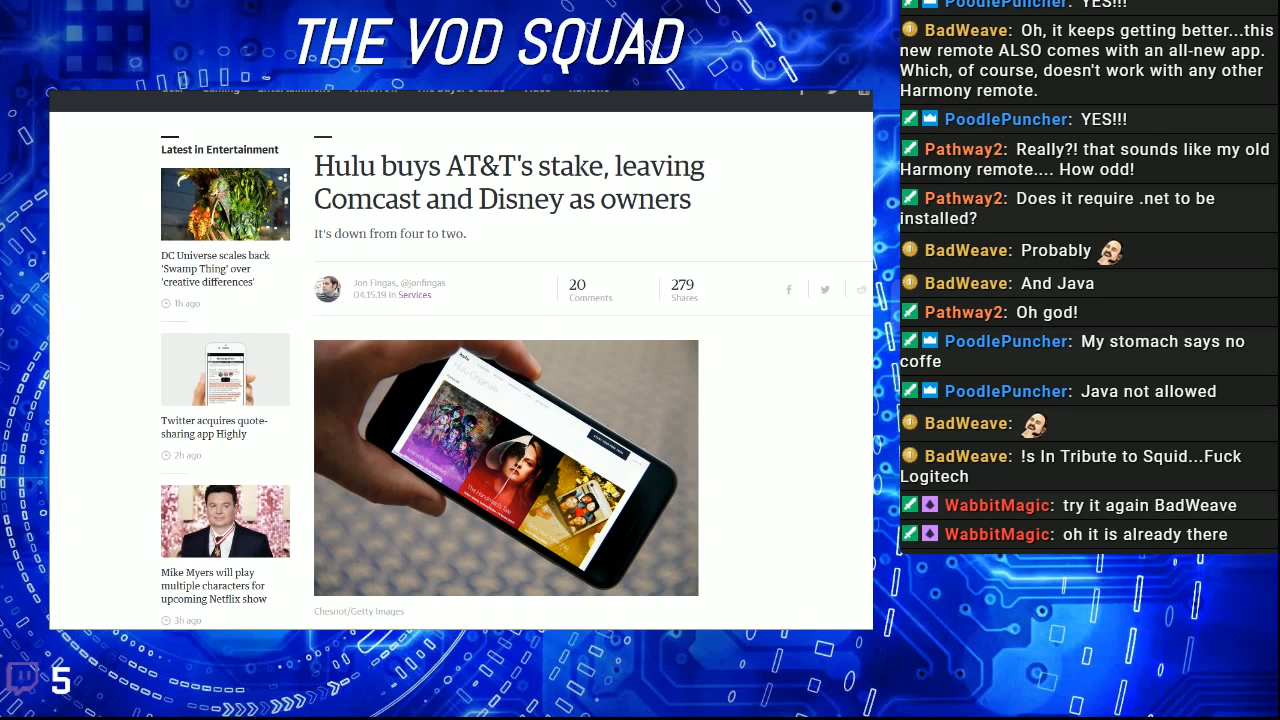 THE VOD SQUAD
Latest in Entertainment
DC Universe scales back
'Swamp Thing' over
'creative differences'
1h ago
Twitter acquires quote-
sharing app Highly
2h ago
Mike Myers will play
multiple characters for
upcoming Netflix show
3h ago
Hulu buys AT&T's stake, leaving
Comcast and Disney as owners
It's down from four to two.
Jon Fingas, @jonfingas
04.15.19 in Services
20
Comments
279
Shares
hulu
Hulu Originals
The Handmaid's Tale
Chesnot/Getty Images
5
PoodlePuncher: YES!!!
BadWeave: Oh, it keeps getting better...this
new remote ALSO comes with an all-new app.
Which, of course, doesn't work with any other
Harmony remote.
PoodlePuncher: YES!!!
Pathway2: Really?! that sounds like my old
Harmony remote.... How odd!
Pathway2: Does it require .net to be
installed?
BadWeave: Probably
BadWeave: And Java
Pathway2: Oh god!
PoodlePuncher: My stomach says no
coffe
PoodlePuncher: Java not allowed
BadWeave:
BadWeave: !s In Tribute to Squid...Fuck
Logitech
WabbitMagic: try it again BadWeave
WabbitMagic: oh it is already there